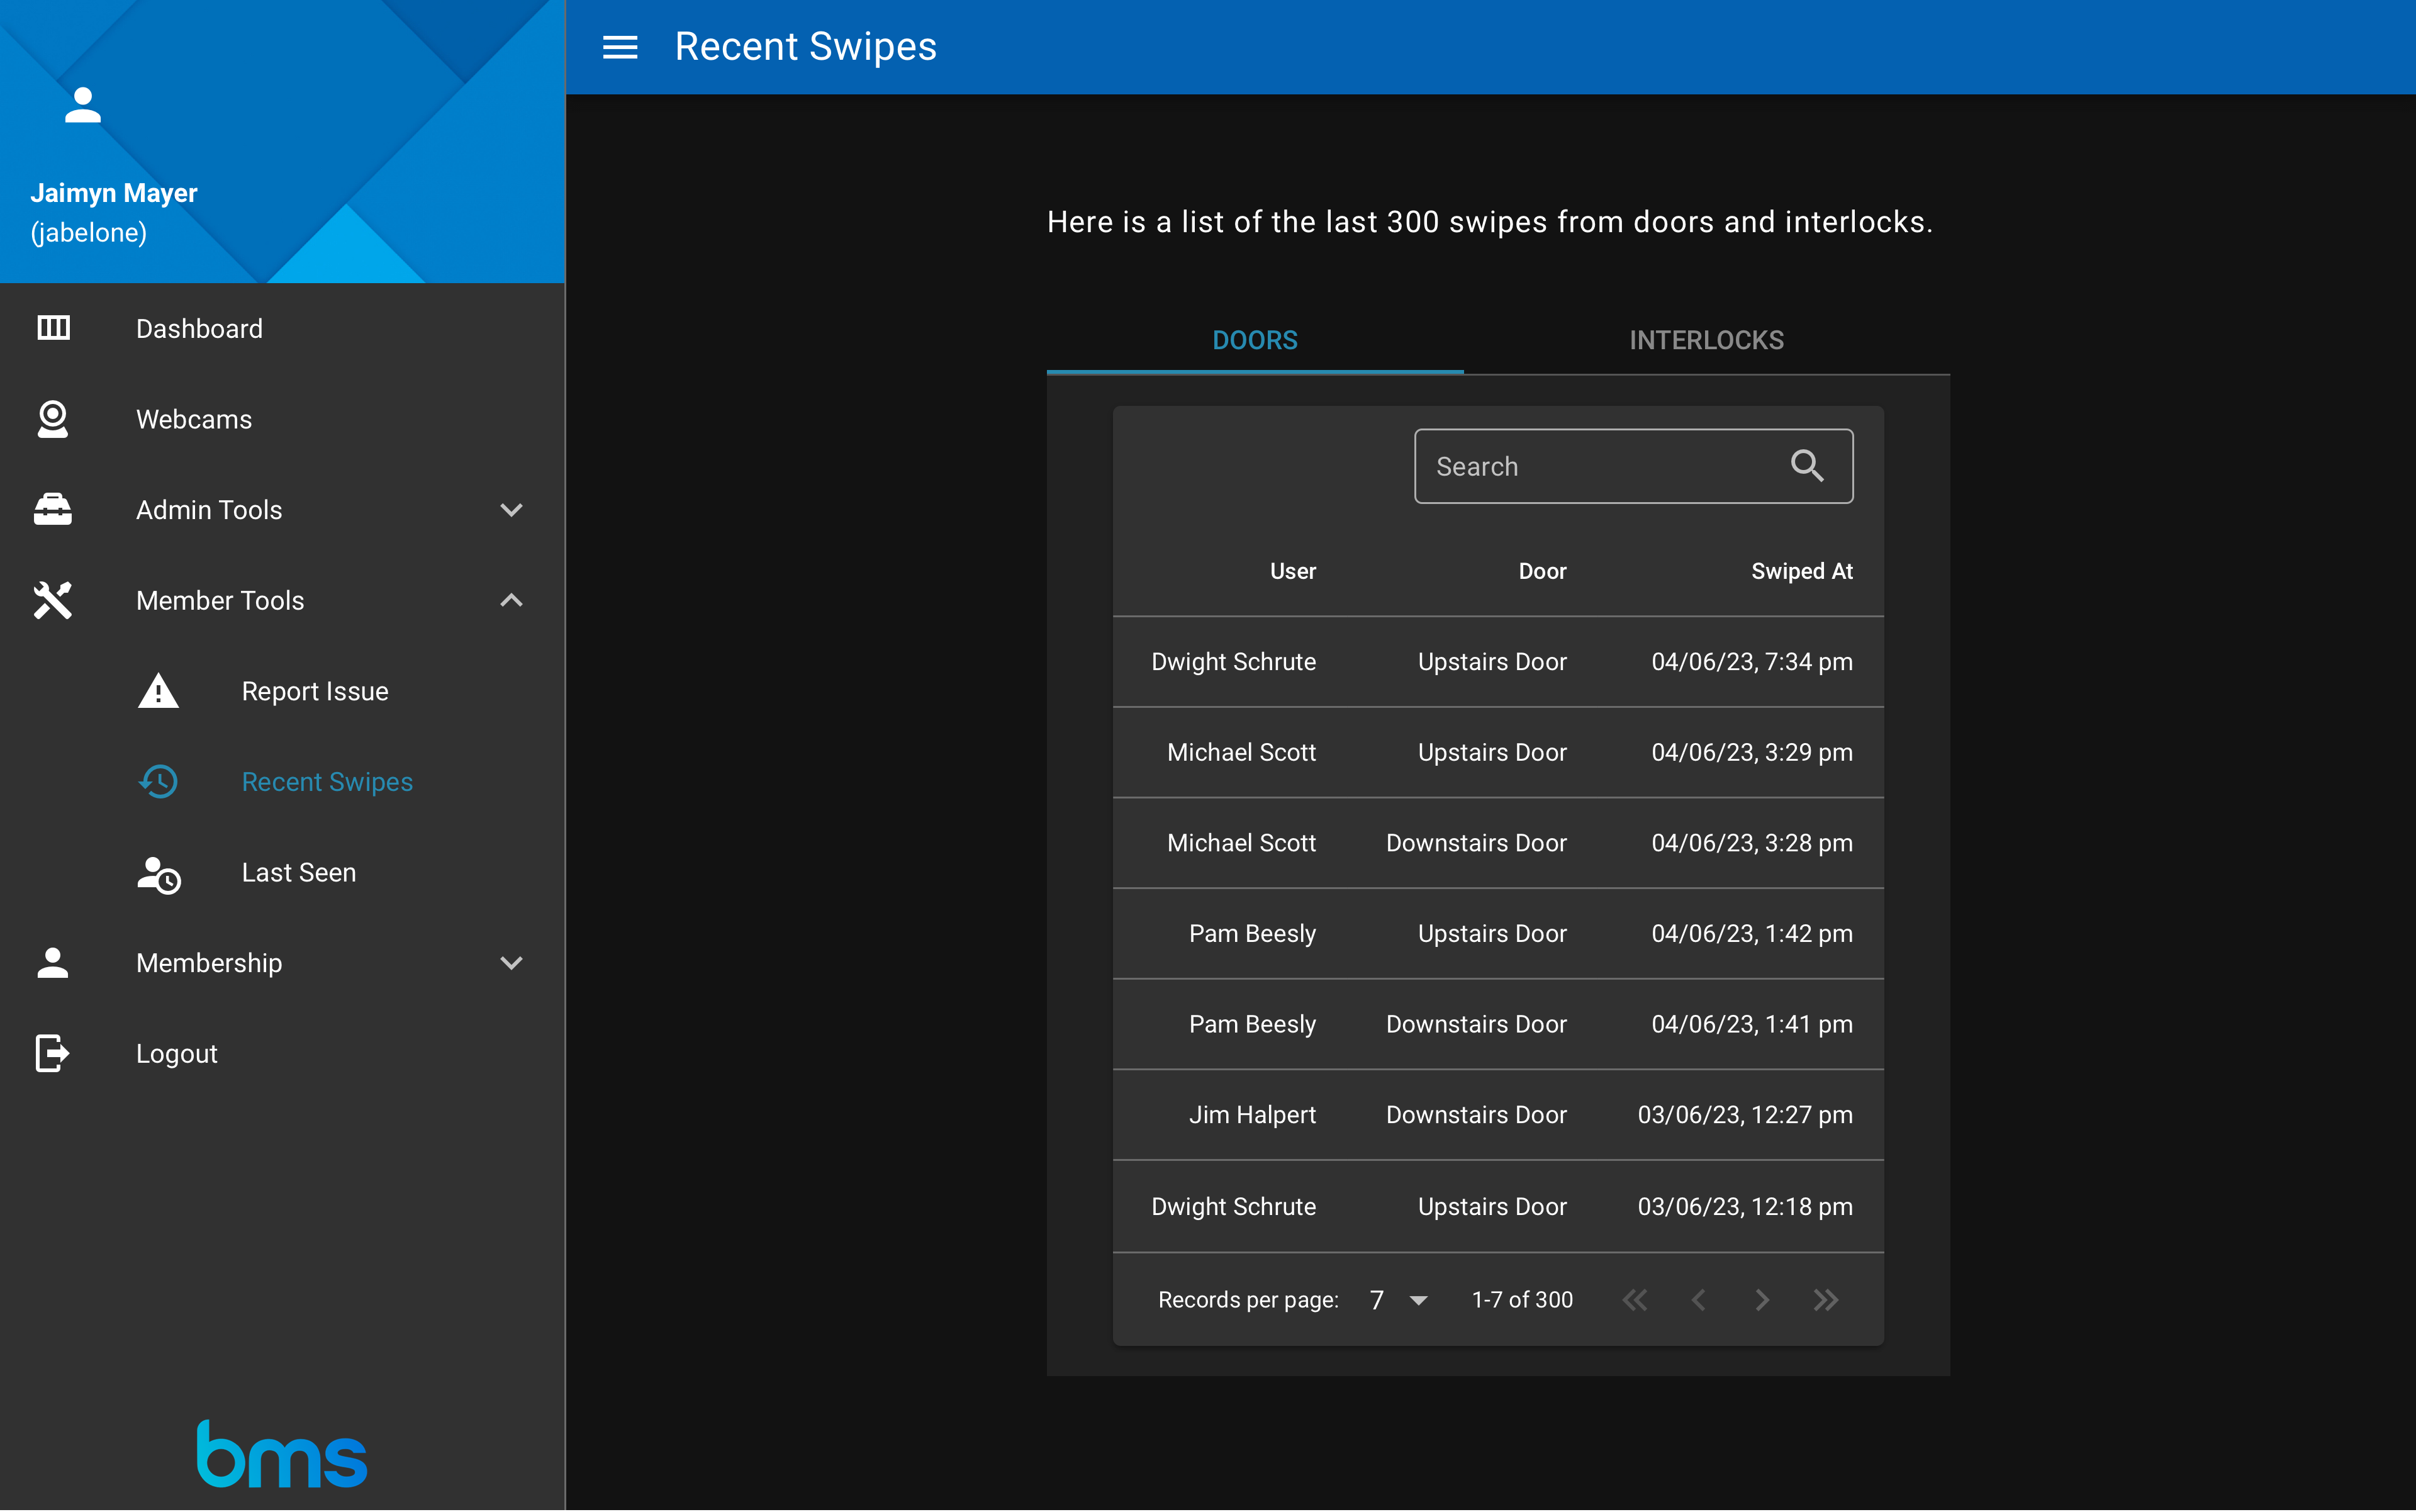 Jaimyn Mayer
(jabelone)
Dashboard
Webcams
Admin Tools
Member Tools
Report Issue
Recent Swipes
Last Seen
Membership
Logout
bms
Recent Swipes
Here is a list of the last 300 swipes from doors and interlocks.
DOORS INTERLOCKS
Search
User Door Swiped At
Dwight Schrute Upstairs Door 04/06/23, 7:34 pm
Michael Scott Upstairs Door 04/06/23, 3:29 pm
Michael Scott Downstairs Door 04/06/23, 3:28 pm
Pam Beesly Upstairs Door 04/06/23, 1:42 pm
Pam Beesly Downstairs Door 04/06/23, 1:41 pm
Jim Halpert Downstairs Door 03/06/23, 12:27 pm
Dwight Schrute Upstairs Door 03/06/23, 12:18 pm
Records per page: 7 1-7 of 300